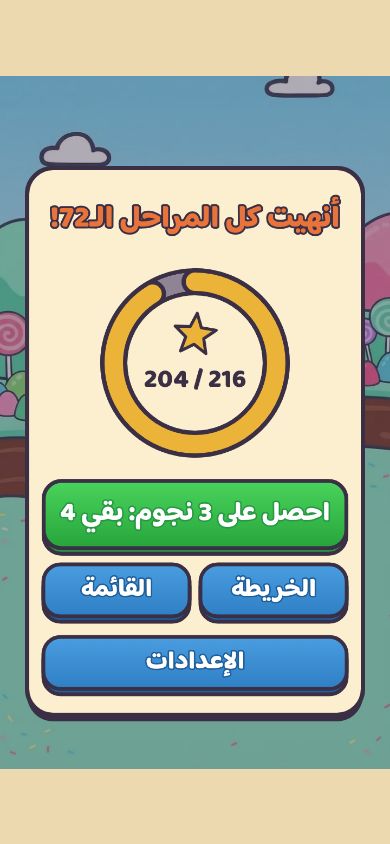 أنهيت كل المراحل الـ72!
204 / 216
احصل على 3 نجوم: بقي 4
الخريطة
القائمة
الإعدادات